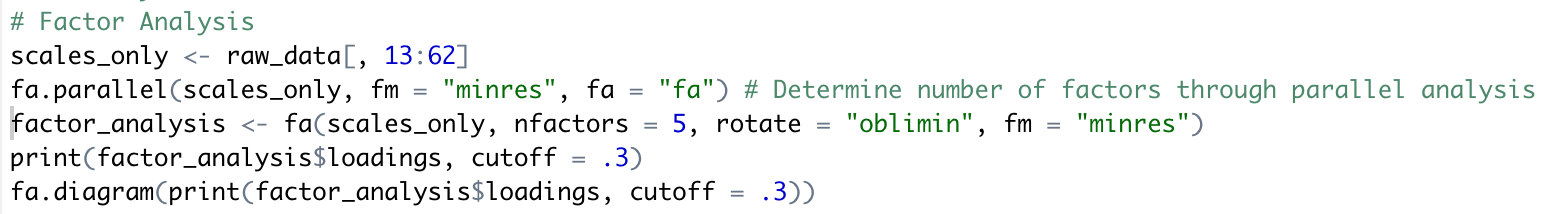 # Factor Analysis
scales_only <- raw_data[, 13:62]
fa.parallel(scales_only, fm = "minres", fa = "fa") # Determine number of factors through parallel analysis
factor_analysis <- fa(scales_only, nfactors = 5, rotate = "oblimin", fm = "minres")
print(factor_analysis$loadings, cutoff = .3)
fa.diagram(print(factor_analysis$loadings, cutoff = .3))